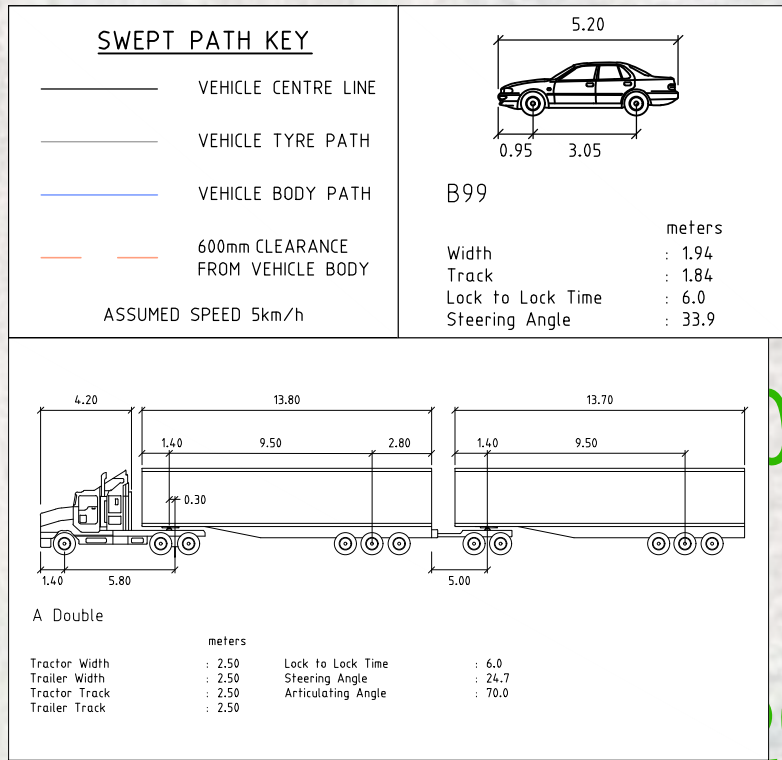 SWEPT PATH KEY
VEHICLE CENTRE LINE
VEHICLE TYRE PATH
VEHICLE BODY PATH
600mm CLEARANCE
FROM VEHICLE BODY
ASSUMED SPEED 5km/h
5.20
0.95 3.05
B99
meters
Width : 1.94
Track : 1.84
Lock to Lock Time : 6.0
Steering Angle : 33.9
4.20 13.80 13.70
1.40 9.50 2.80 1.40 9.50
0.30
1.40 5.80 5.00
A Double
meters
Tractor Width : 2.50 Lock to Lock Time : 6.0
Trailer Width : 2.50 Steering Angle : 24.7
Tractor Track : 2.50 Articulating Angle : 70.0
Trailer Track : 2.50